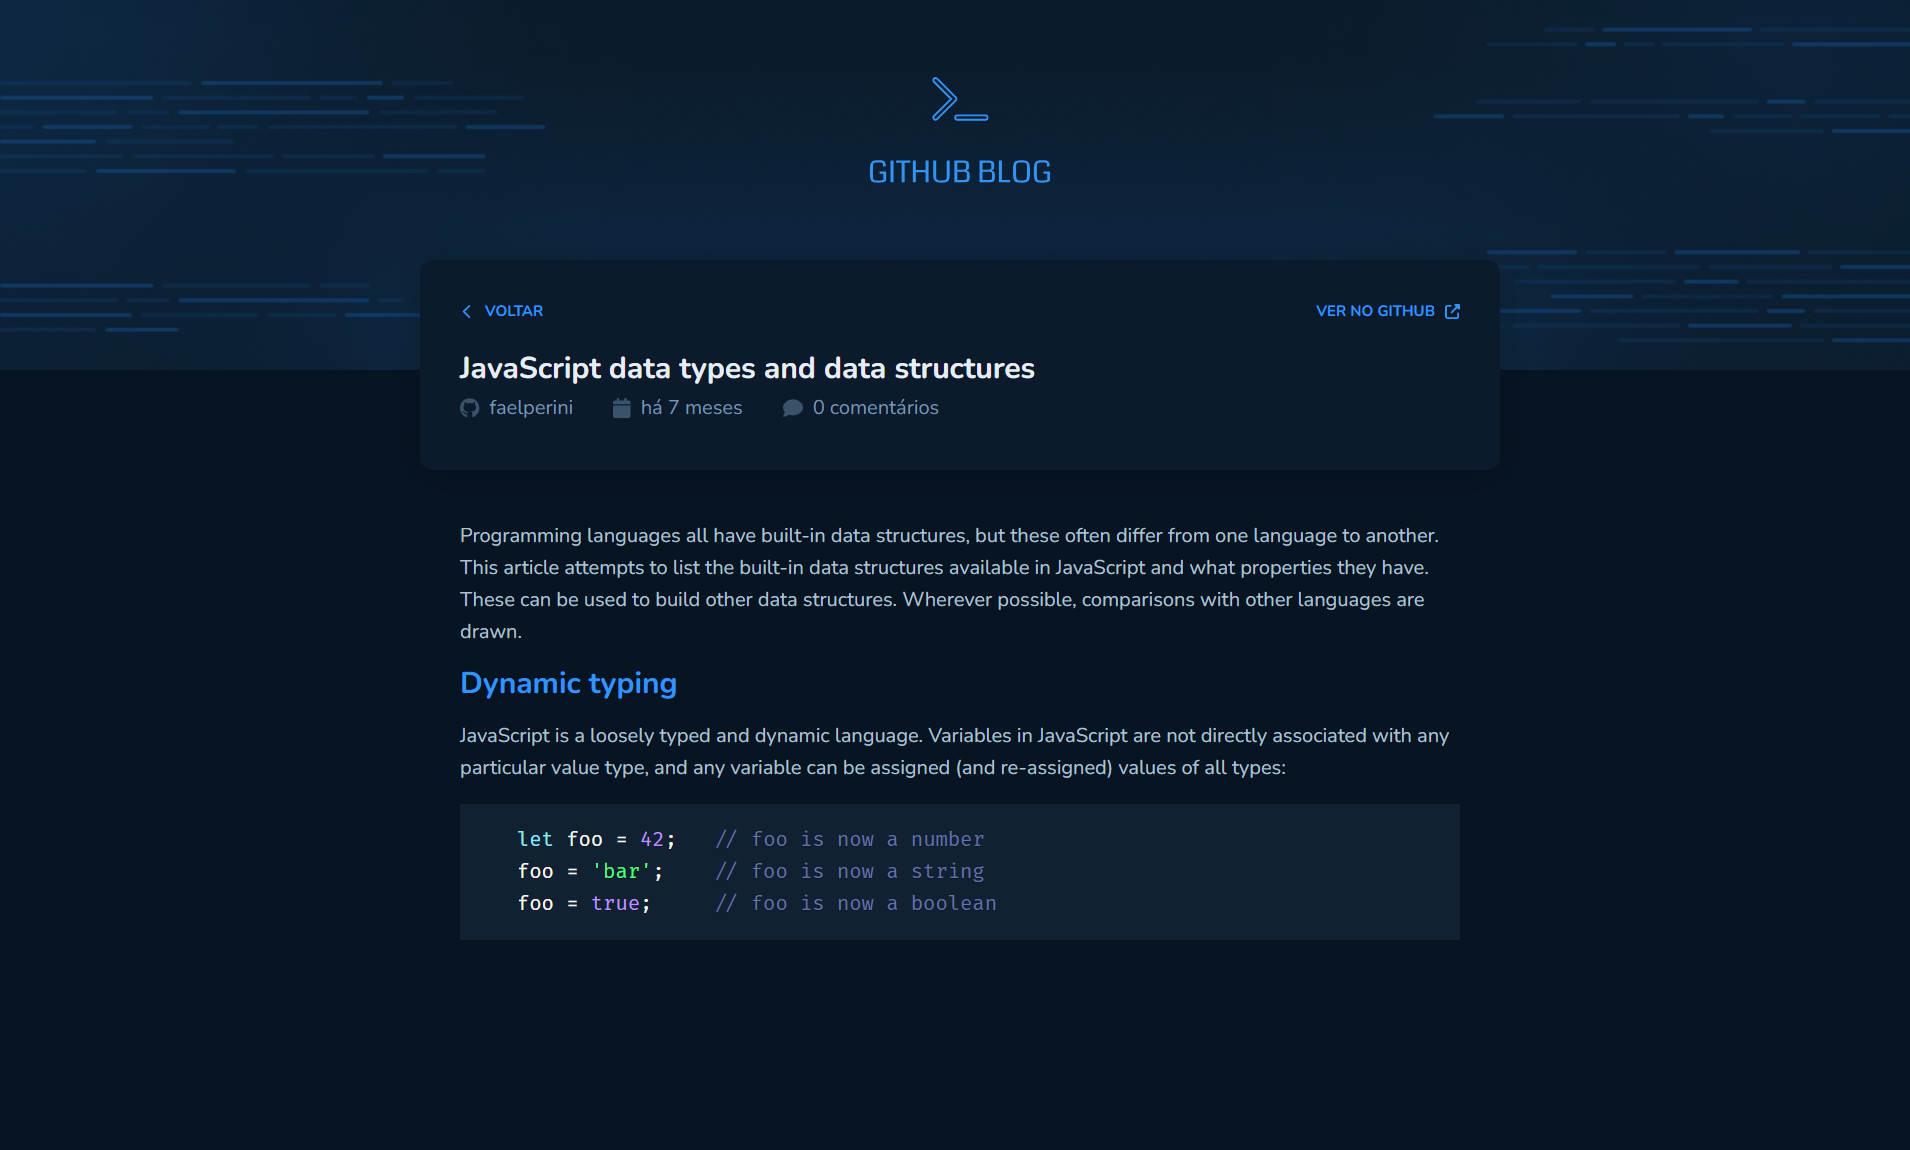 GITHUB BLOG
VOLTAR
VER NO GITHUB
JavaScript data types and data structures
faelperini
há 7 meses
0 comentários
Programming languages all have built-in data structures, but these often differ from one language to another.
This article attempts to list the built-in data structures available in JavaScript and what properties they have.
These can be used to build other data structures. Wherever possible, comparisons with other languages are
drawn.
Dynamic typing
JavaScript is a loosely typed and dynamic language. Variables in JavaScript are not directly associated with any
particular value type, and any variable can be assigned (and re-assigned) values of all types:
let foo = 42;   // foo is now a number
foo = 'bar';    // foo is now a string
foo = true;     // foo is now a boolean